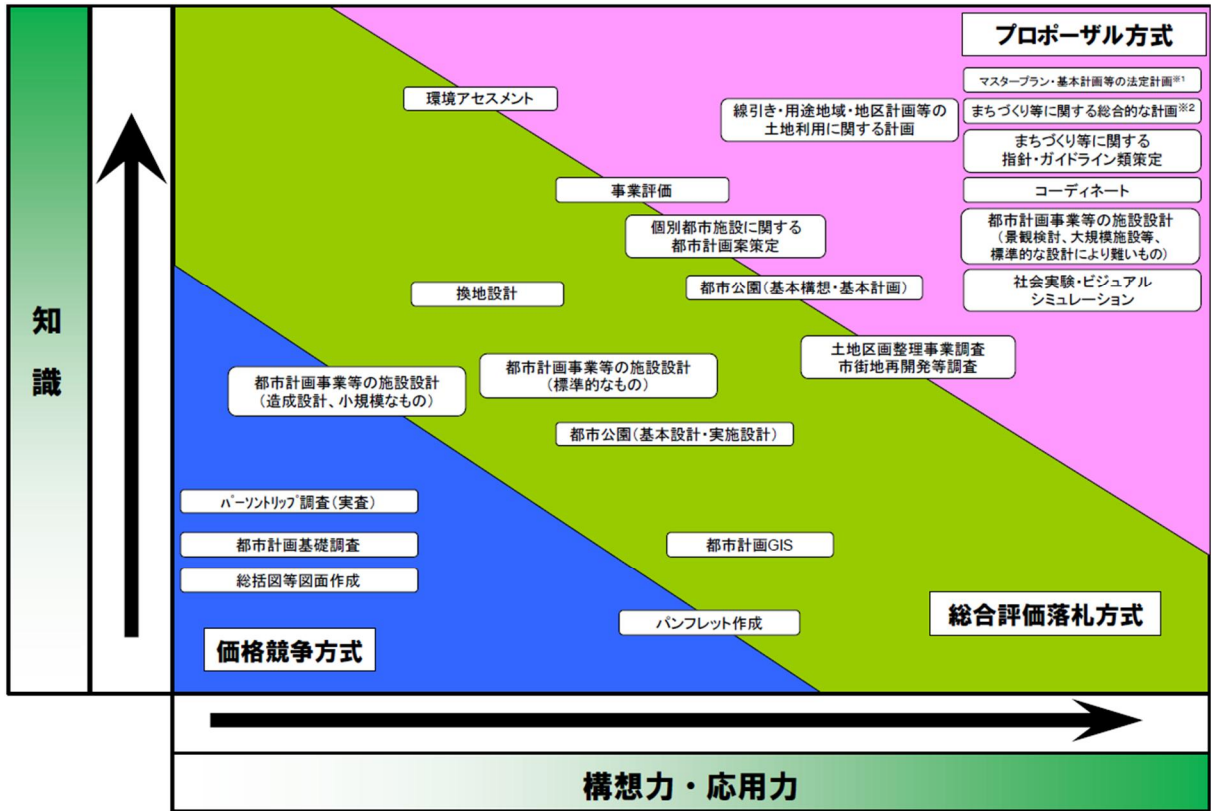 プロポーザル方式
マスタープラン・基本計画等の法定計画※1
環境アセスメント
線引き・用途地域・地区計画等の
土地利用に関する計画
まちづくり等に関する総合的な計画※2
まちづくり等に関する
指針・ガイドライン類策定
事業評価
コーディネート
個別都市施設に関する
都市計画案策定
都市計画事業等の施設設計
(景観検討、大規模施設等、
標準的な設計により難いもの)
換地設計
都市公園(基本構想・基本計画)
社会実験・ビジュアル
シミュレーション
知
識
土地区画整理事業調査
市街地再開発等調査
都市計画事業等の施設設計
(造成設計、小規模なもの)
都市計画事業等の施設設計
(標準的なもの)
都市公園(基本設計・実施設計)
パーソントリップ調査(実査)
都市計画基礎調査
都市計画GIS
総括図等図面作成
パンフレット作成
総合評価落札方式
価格競争方式
構想力・応用力